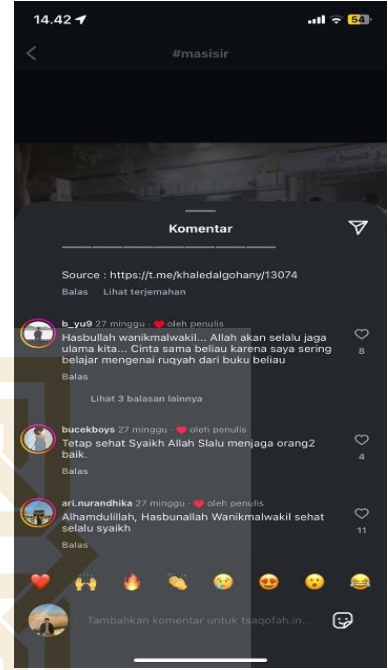 14.42
54
#masisir
Komentar
Source : https://t.me/khaledalgohany/13074
Balas Lihat terjemahan
b_yu9 27 minggu · oleh penulis
Hasbullah wanikmalwakil... Allah akan selalu jaga
ulama kita... Cinta sama beliau karena saya sering
belajar mengenai ruqyah dari buku beliau
8
Balas
Lihat 3 balasan lainnya
bucekboys 27 minggu · oleh penulis
Tetap sehat Syaikh Allah Slalu menjaga orang2
baik.
4
Balas
ari.nurandhika 27 minggu · oleh penulis
Alhamdulillah, Hasbunallah Wanikmalwakil sehat
selalu syaikh
11
Balas
Tambahkan komentar untuk tsaqofah.in...